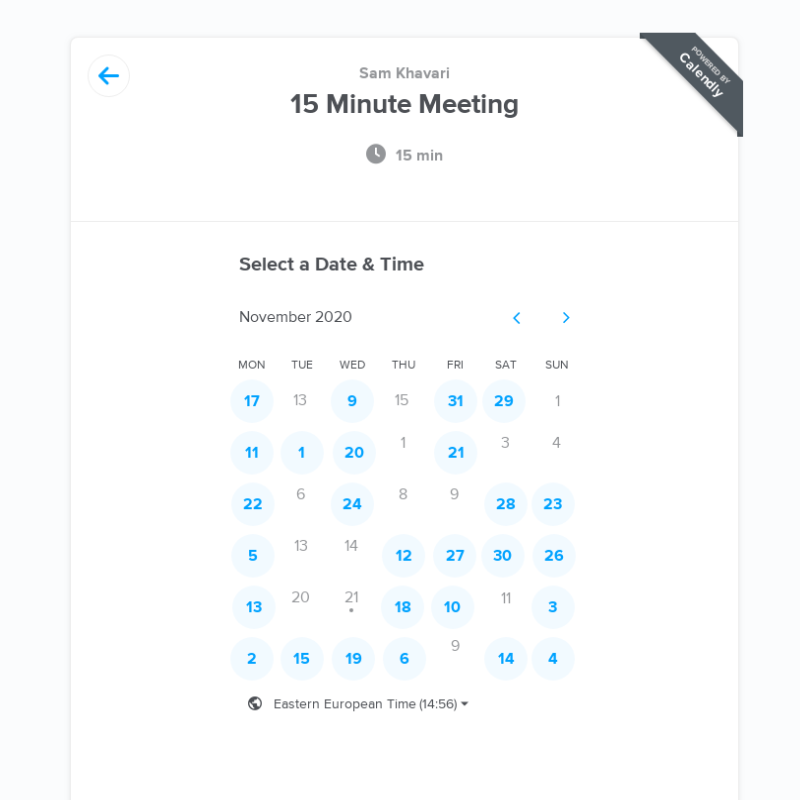 POWERED BY
Calendly
Sam Khavari
15 Minute Meeting
15 min
Select a Date & Time
November 2020
MON TUE WED THU FRI SAT SUN
17 13 9 15 31 29 1
11 1 20 1 21 3 4
22 6 24 8 9 28 23
5 13 14 12 27 30 26
13 20 21 18 10 11 3
2 15 19 6 9 14 4
Eastern European Time (14:56)